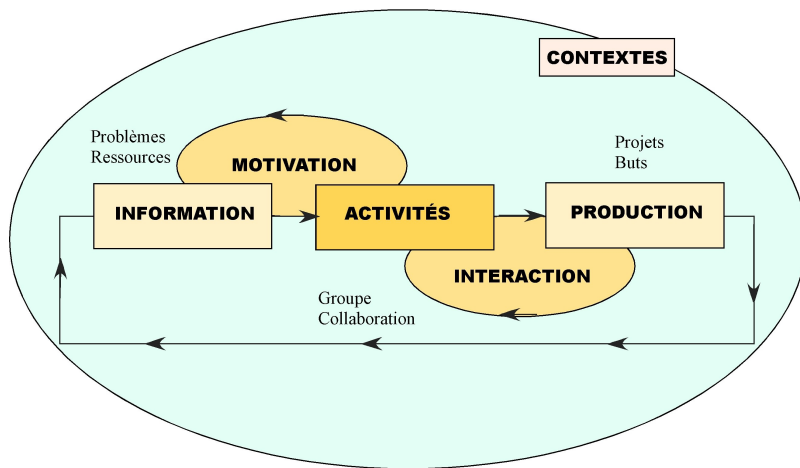 CONTEXTES
Problèmes
Ressources
Projets
Buts
MOTIVATION
INFORMATION
ACTIVITÉS
PRODUCTION
INTERACTION
Groupe
Collaboration